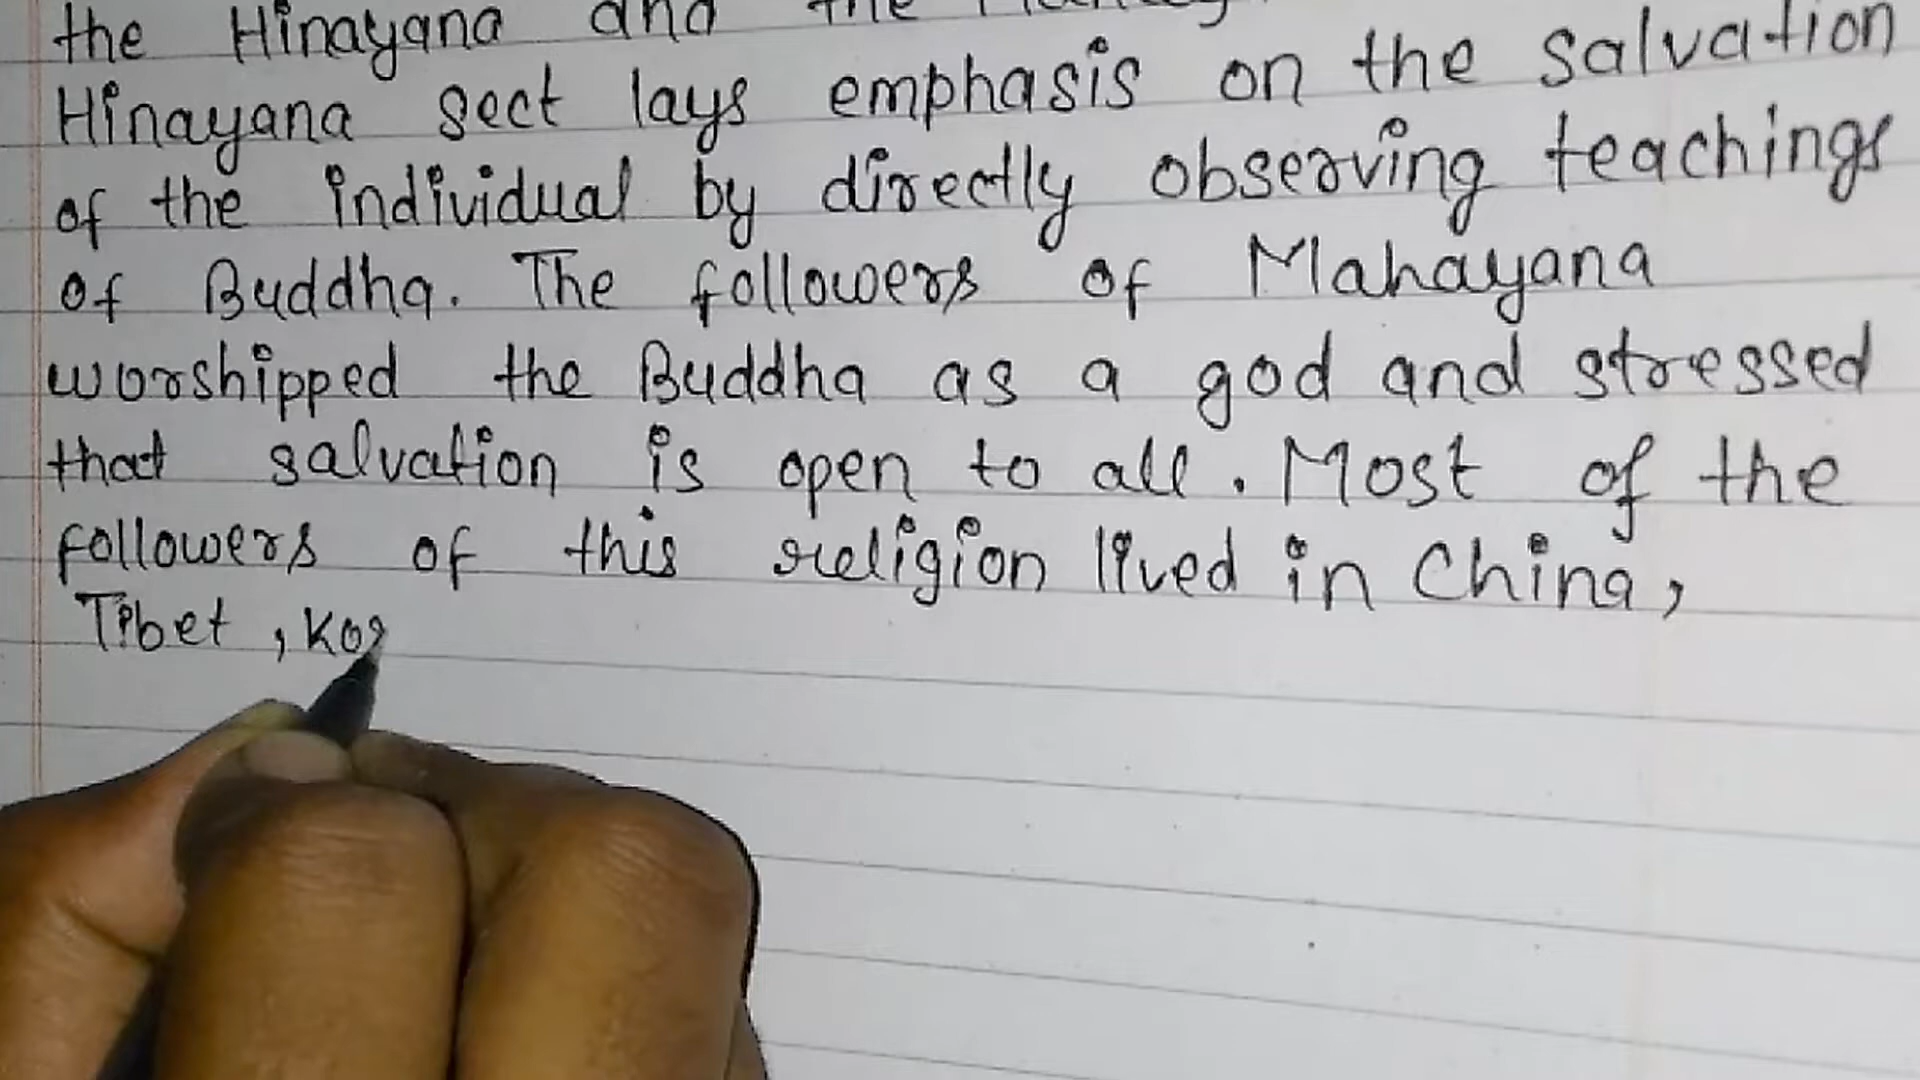 the Hinayana and the
Hinayana sect lays emphasis on the salvation
of the individual by directly observing teachings
of Buddha. The followers of Mahayana
worshipped the Buddha as a god and stressed
that salvation is open to all. Most of the
followers of this religion lived in China,
Tibet, Kor